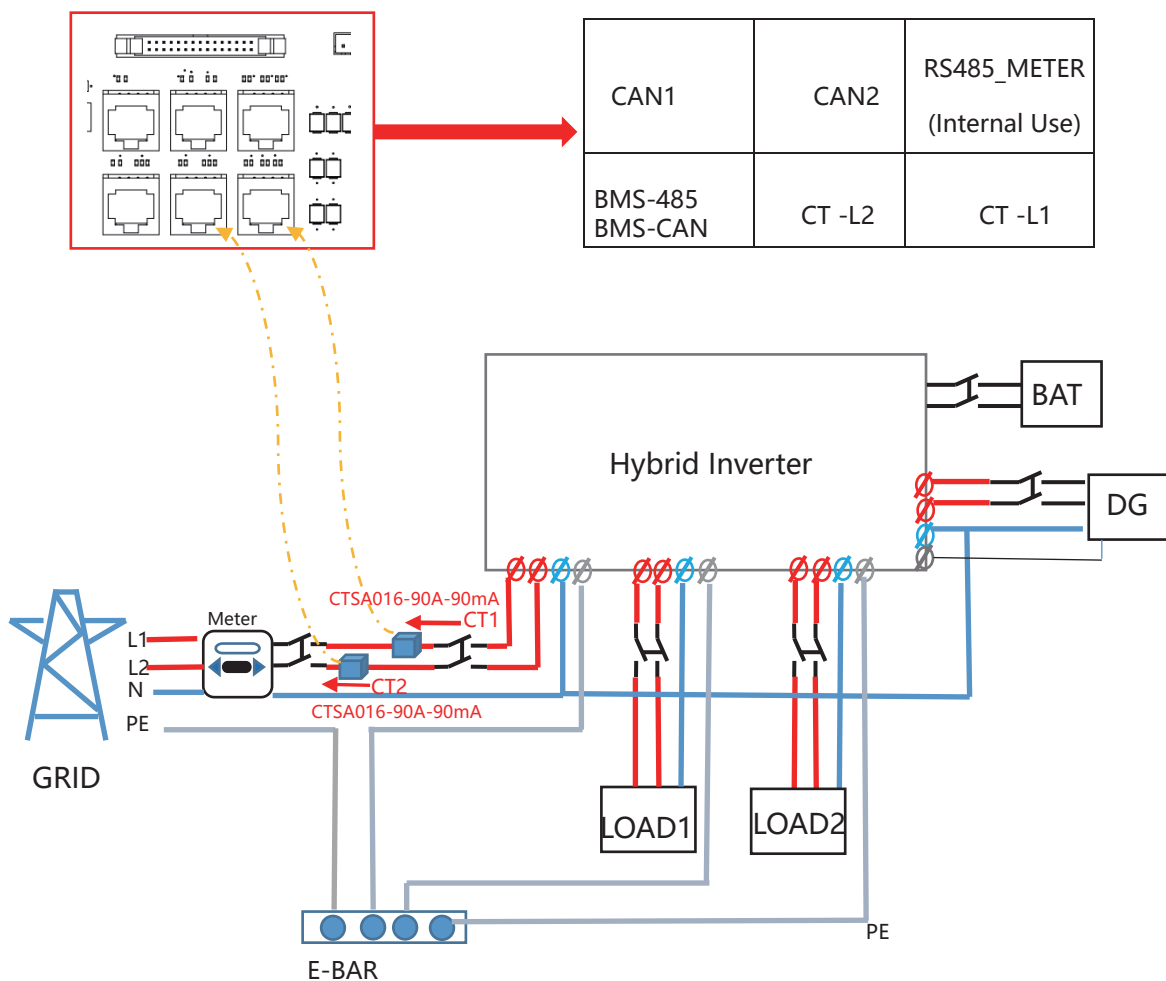 CAN1
CAN2
RS485_METER
(Internal Use)
BMS-485
BMS-CAN
CT -L2
CT -L1
Hybrid Inverter
BAT
DG
CTSA016-90A-90mA
CT1
Meter
L1
L2
N
CT2
CTSA016-90A-90mA
PE
GRID
LOAD1
LOAD2
PE
E-BAR